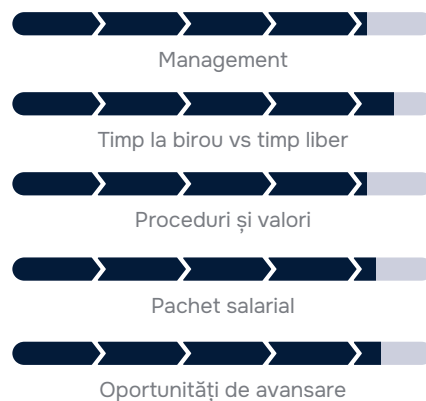 Management
Timp la birou vs timp liber
Proceduri și valori
Pachet salarial
Oportunități de avansare